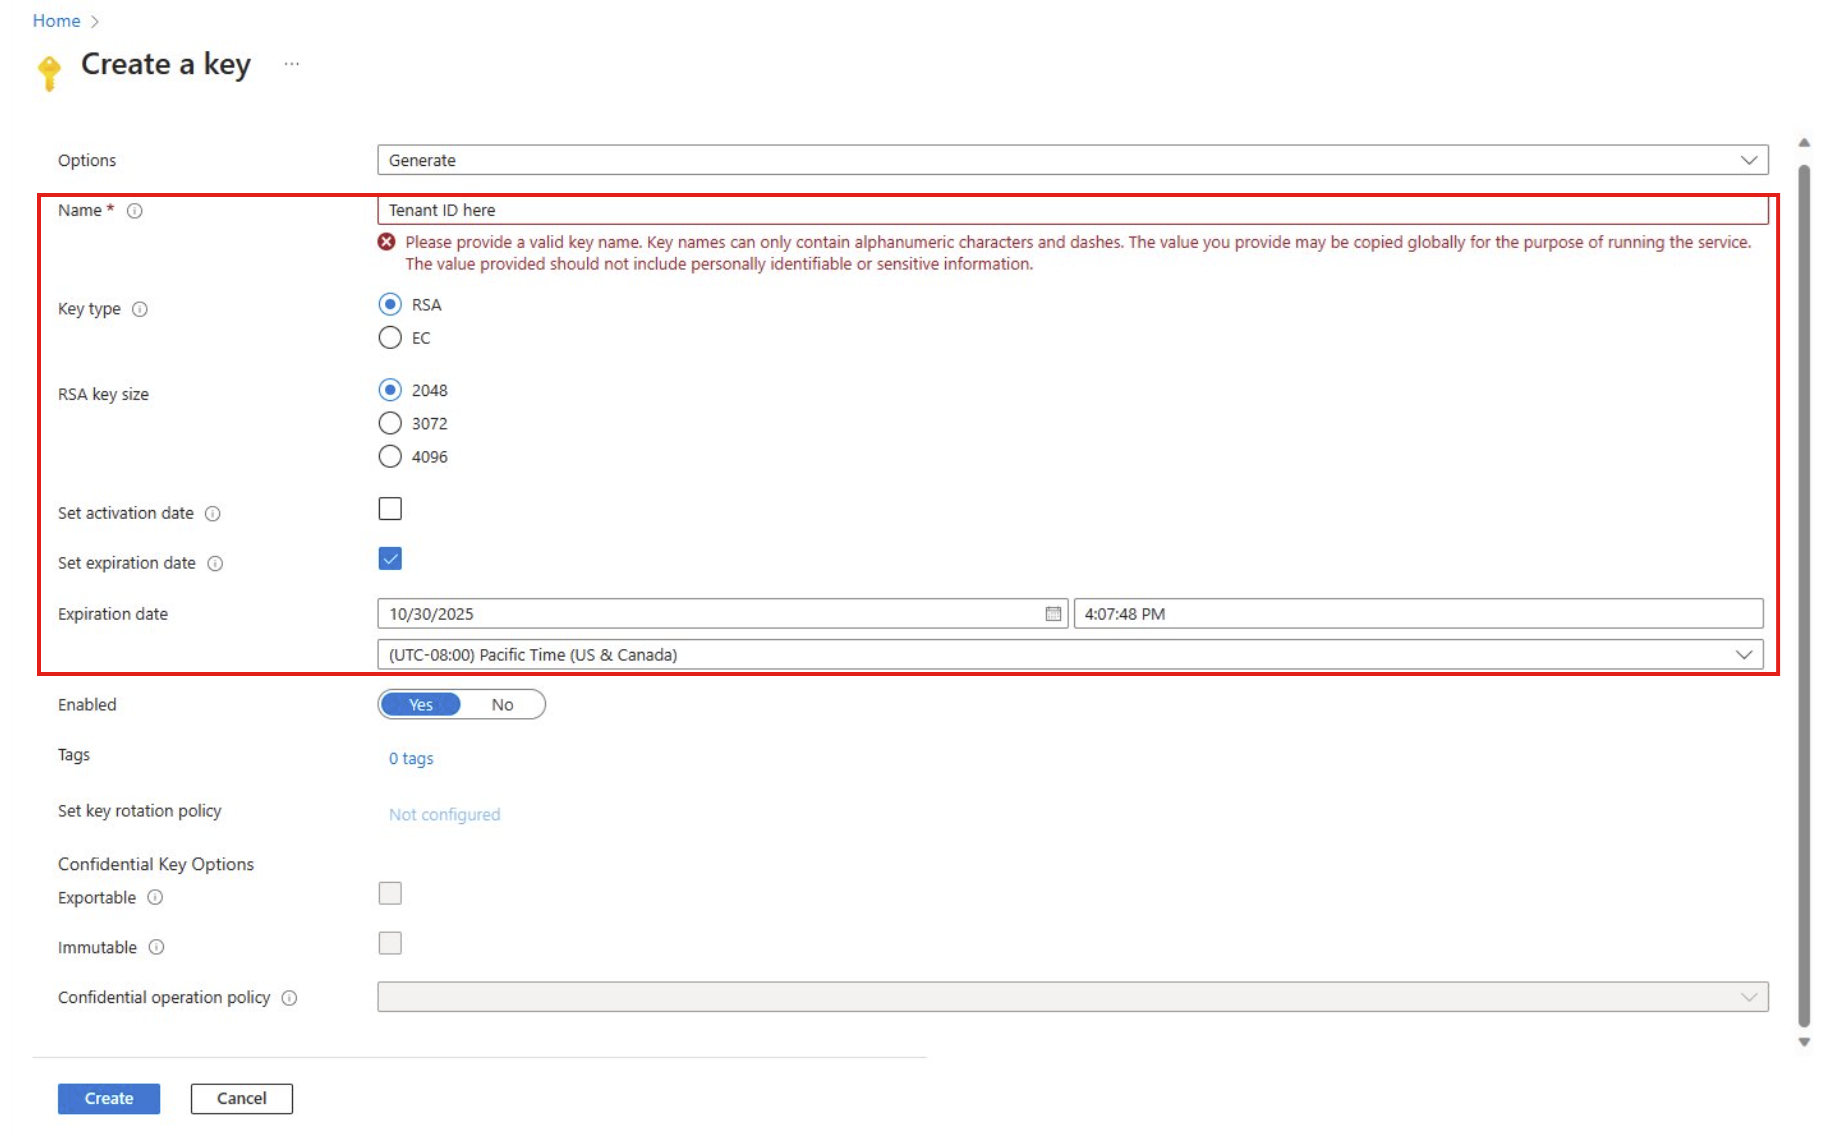 Home
Create a key
Options
Generate
Name *
Tenant ID here
Please provide a valid key name. Key names can only contain alphanumeric characters and dashes. The value you provide may be copied globally for the purpose of running the service.
The value provided should not include personally identifiable or sensitive information.
Key type
RSA
EC
RSA key size
2048
3072
4096
Set activation date
Set expiration date
Expiration date
10/30/2025
4:07:48 PM
(UTC-08:00) Pacific Time (US & Canada)
Enabled
Yes
No
Tags
0 tags
Set key rotation policy
Not configured
Confidential Key Options
Exportable
Immutable
Confidential operation policy
Create
Cancel